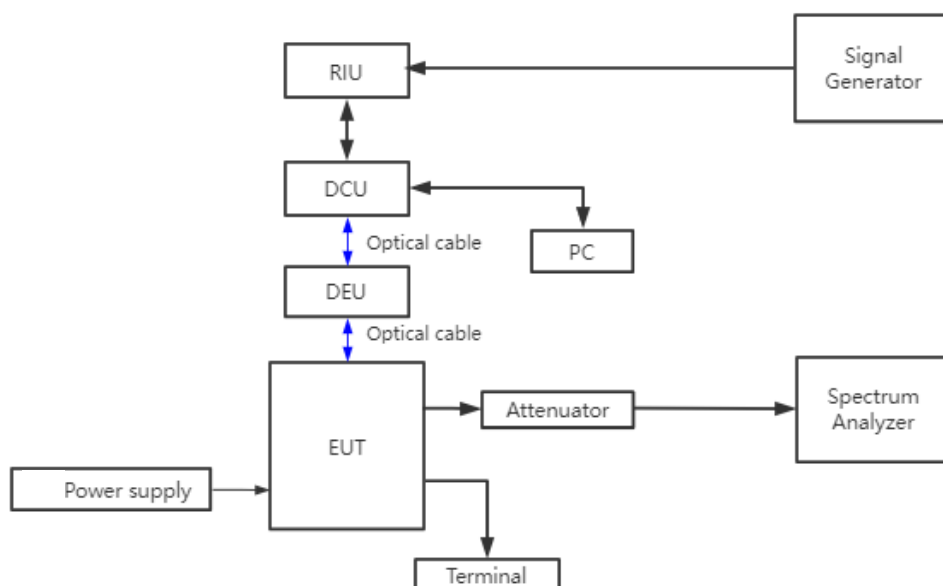 Signal
Generator
RIU
DCU
Optical cable
PC
DEU
Optical cable
Attenuator
Spectrum
Analyzer
EUT
Power supply
Terminal